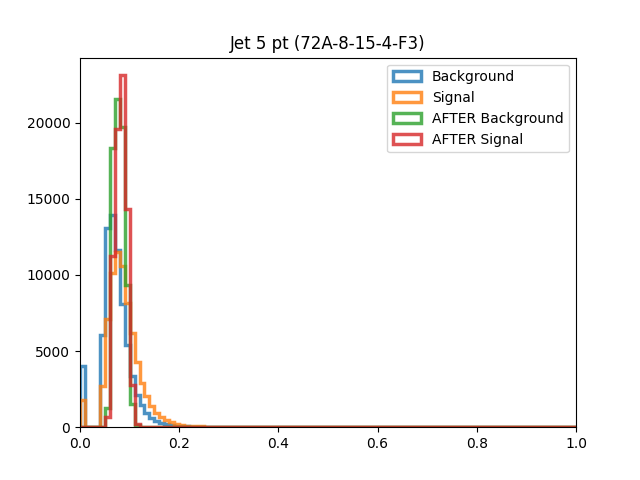 Jet 5 pt (72A-8-15-4-F3)
Background
Signal
AFTER Background
AFTER Signal
20000
15000
10000
5000
0
0.0 0.2 0.4 0.6 0.8 1.0